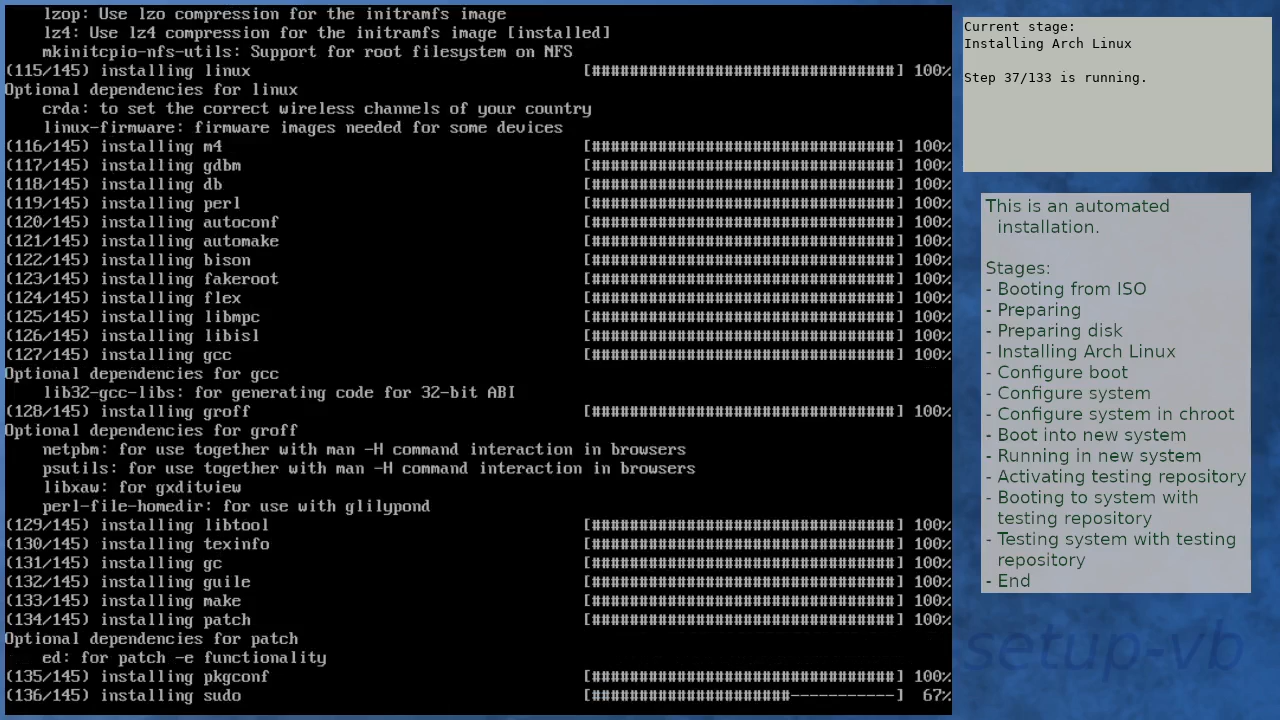 lzop: Use lzo compression for the initramfs image
lz4: Use lz4 compression for the initramfs image [installed]
mkinitcpio-nfs-utils: Support for root filesystem on NFS
(115/145) installing linux [################################] 100%
Optional dependencies for linux
crda: to set the correct wireless channels of your country
linux-firmware: firmware images needed for some devices
(116/145) installing m4 [################################] 100%
(117/145) installing gdbm [################################] 100%
(118/145) installing db [################################] 100%
(119/145) installing perl [################################] 100%
(120/145) installing autoconf [################################] 100%
(121/145) installing automake [################################] 100%
(122/145) installing bison [################################] 100%
(123/145) installing fakeroot [################################] 100%
(124/145) installing flex [################################] 100%
(125/145) installing libmpc [################################] 100%
(126/145) installing libisl [################################] 100%
(127/145) installing gcc [################################] 100%
Optional dependencies for gcc
lib32-gcc-libs: for generating code for 32-bit ABI
(128/145) installing groff [################################] 100%
Optional dependencies for groff
netpbm: for use together with man -H command interaction in browsers
psutils: for use together with man -H command interaction in browsers
libxaw: for gxditview
perl-file-homedir: for use with glilypond
(129/145) installing libtool [################################] 100%
(130/145) installing texinfo [################################] 100%
(131/145) installing gc [################################] 100%
(132/145) installing guile [################################] 100%
(133/145) installing make [################################] 100%
(134/145) installing patch [################################] 100%
Optional dependencies for patch
ed: for patch -e functionality
(135/145) installing pkgconf [################################] 100%
(136/145) installing sudo [#####################-----------] 67%
Current stage:
Installing Arch Linux
Step 37/133 is running.
This is an automated
installation.
Stages:
- Booting from ISO
- Preparing
- Preparing disk
- Installing Arch Linux
- Configure boot
- Configure system
- Configure system in chroot
- Boot into new system
- Running in new system
- Activating testing repository
- Booting to system with
testing repository
- Testing system with testing
repository
- End
setup-vb